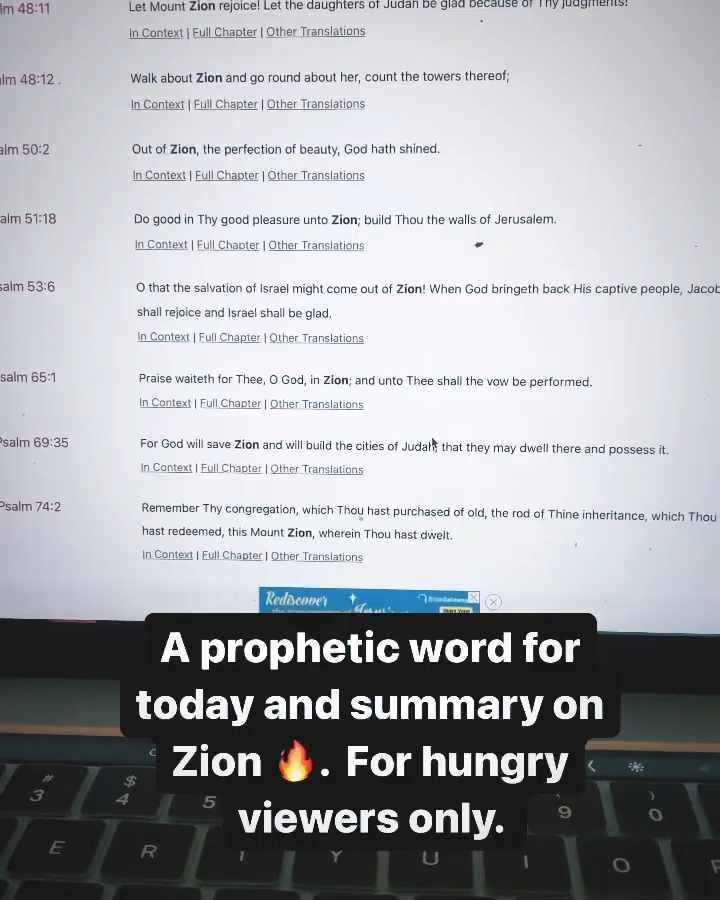 lm 48:11 Let Mount Zion rejoice! Let the daughters of Judah be glad because of Thy judgments!
In Context | Full Chapter | Other Translations
alm 48:12 Walk about Zion and go round about her, count the towers thereof;
In Context | Full Chapter | Other Translations
alm 50:2 Out of Zion, the perfection of beauty, God hath shined.
In Context | Full Chapter | Other Translations
alm 51:18 Do good in Thy good pleasure unto Zion; build Thou the walls of Jerusalem.
In Context | Full Chapter | Other Translations
salm 53:6 O that the salvation of Israel might come out of Zion! When God bringeth back His captive people, Jacob
shall rejoice and Israel shall be glad.
In Context | Full Chapter | Other Translations
salm 65:1 Praise waiteth for Thee, O God, in Zion; and unto Thee shall the vow be performed.
In Context | Full Chapter | Other Translations
Psalm 69:35 For God will save Zion and will build the cities of Judah, that they may dwell there and possess it.
In Context | Full Chapter | Other Translations
Psalm 74:2 Remember Thy congregation, which Thou hast purchased of old, the rod of Thine inheritance, which Thou
hast redeemed, this Mount Zion, wherein Thou hast dwelt.
In Context | Full Chapter | Other Translations
Rediscover BibleGateway
A prophetic word for
today and summary on
Zion 🔥. For hungry
viewers only.
# $ )
3 4 5 9 0
E R Y U I O